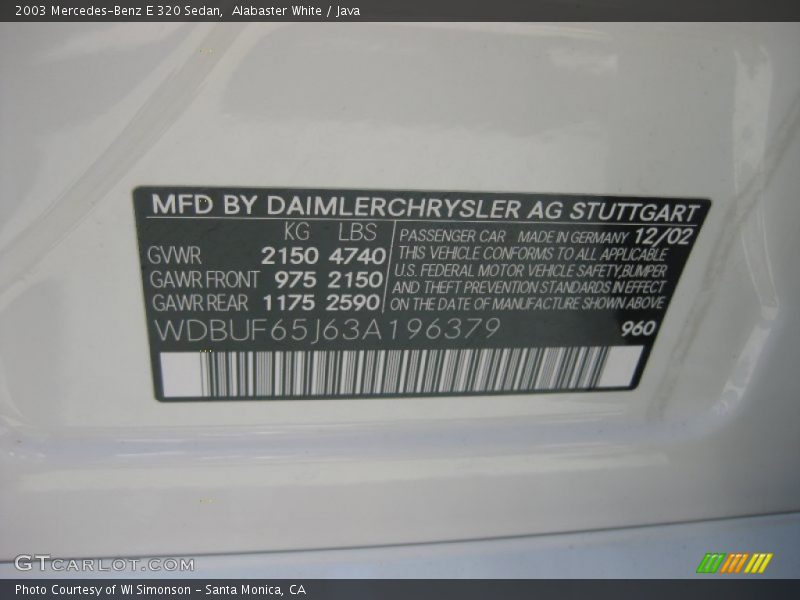 2003 Mercedes-Benz E 320 Sedan, Alabaster White / Java
MFD BY DAIMLERCHRYSLER AG STUTTGART
KG LBS
GVWR 2150 4740
GAWR FRONT 975 2150
GAWR REAR 1175 2590
PASSENGER CAR MADE IN GERMANY 12/02
THIS VEHICLE CONFORMS TO ALL APPLICABLE
U.S. FEDERAL MOTOR VEHICLE SAFETY, BUMPER
AND THEFT PREVENTION STANDARDS IN EFFECT
ON THE DATE OF MANUFACTURE SHOWN ABOVE
WDBUF65J63A196379 960
GTCARLOT.COM
Photo Courtesy of WI Simonson - Santa Monica, CA